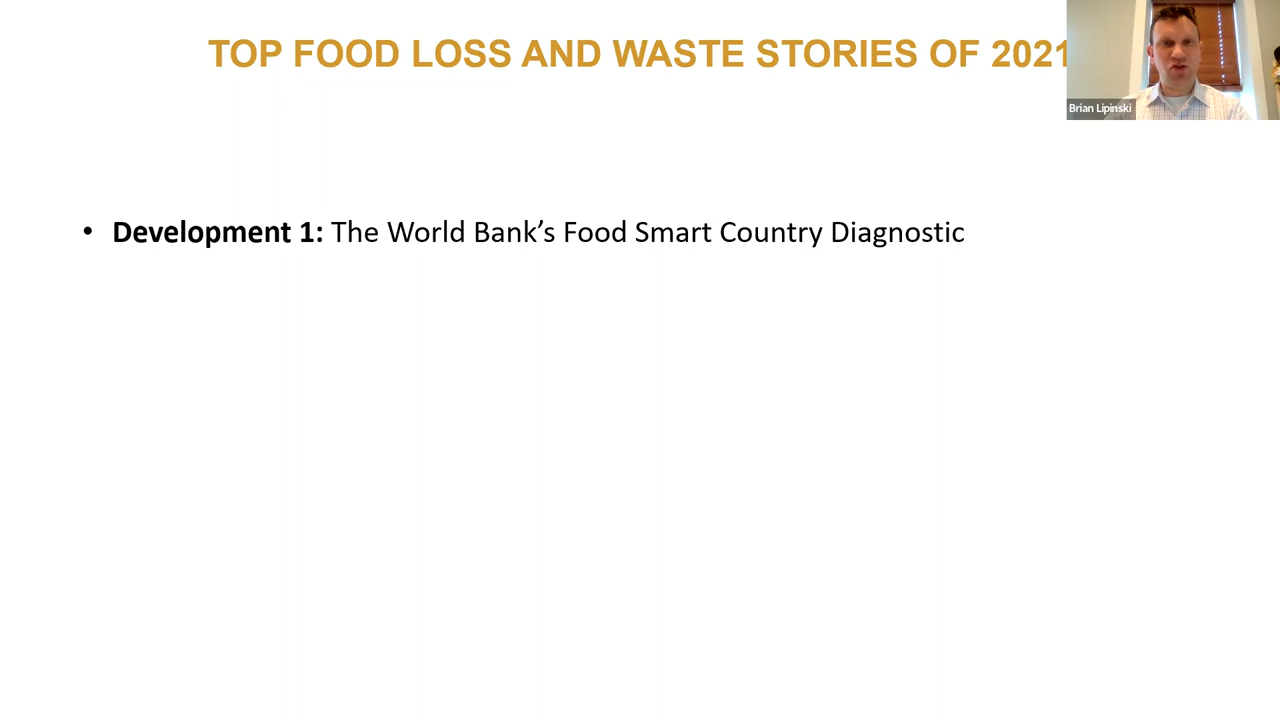 TOP FOOD LOSS AND WASTE STORIES OF 2021
Brian Lipinski
• Development 1: The World Bank’s Food Smart Country Diagnostic